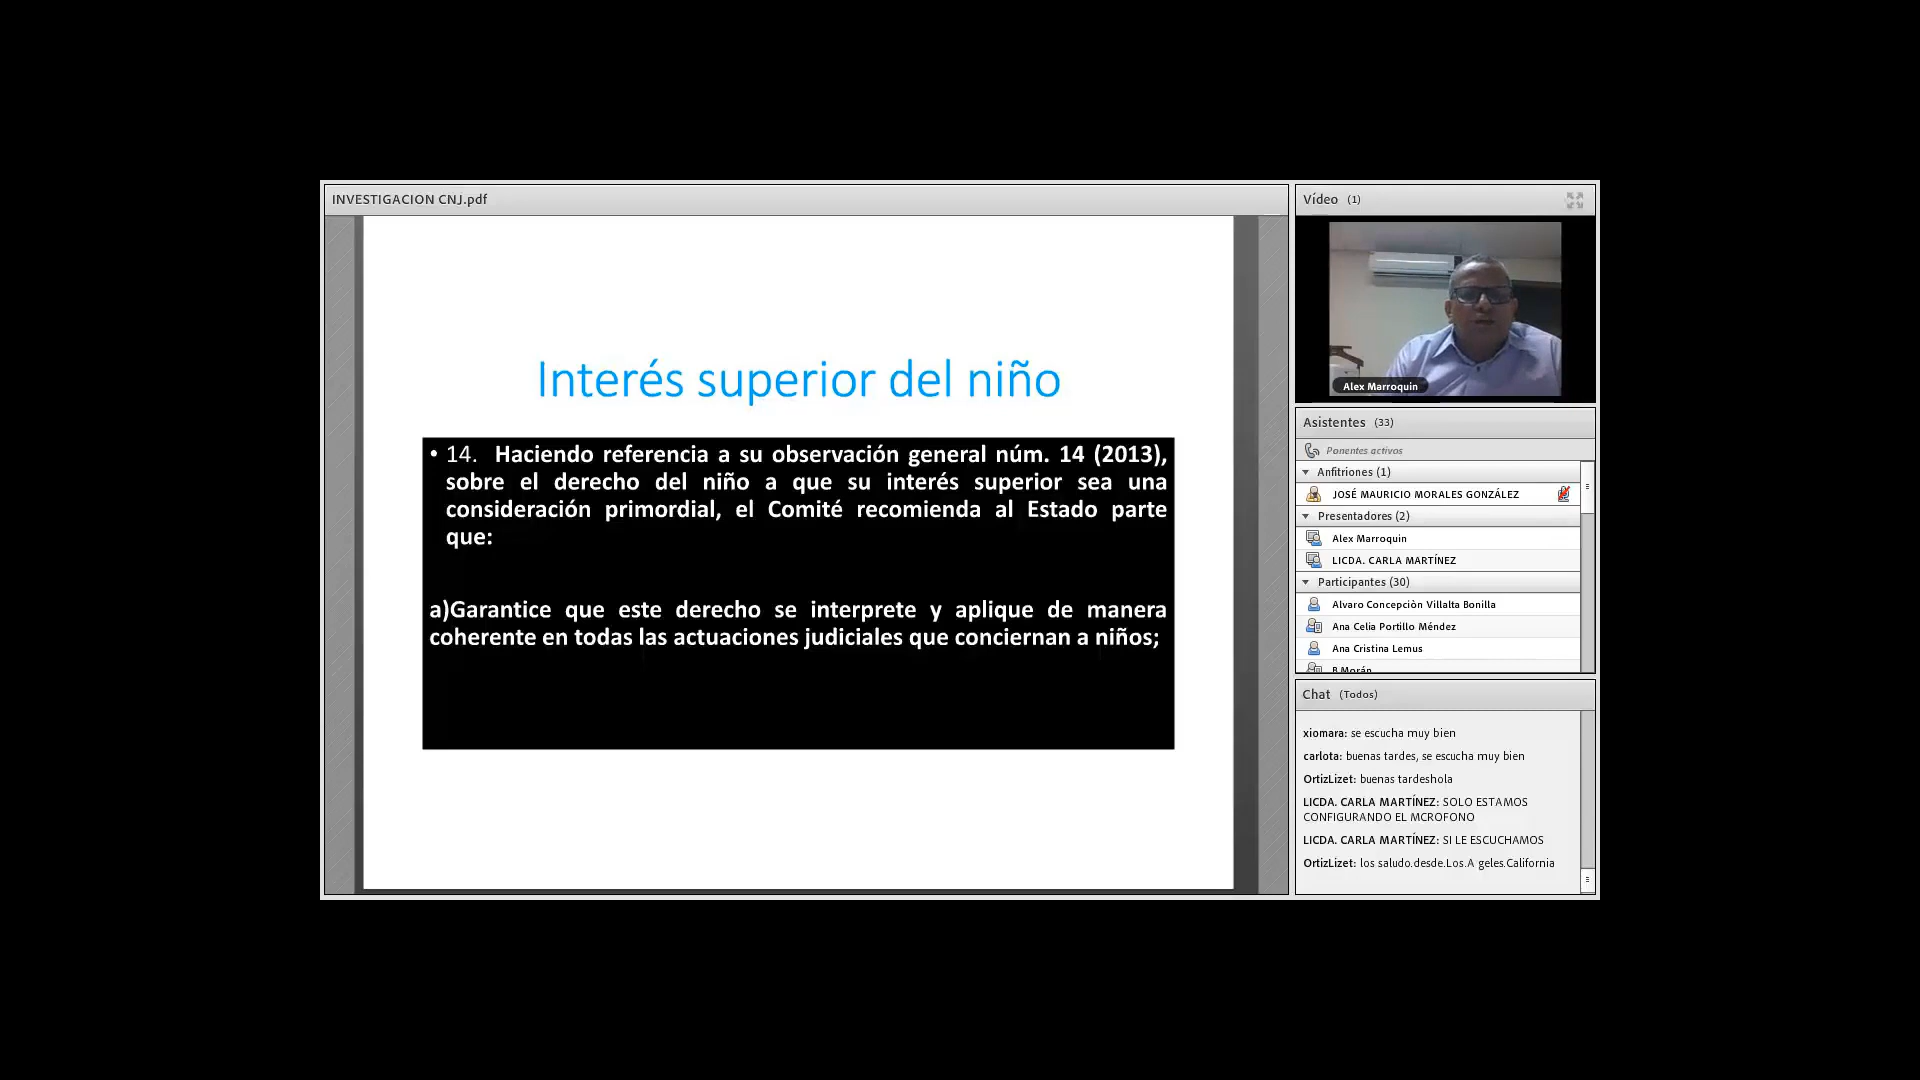 INVESTIGACION CNJ.pdf
Interés superior del niño
• 14. Haciendo referencia a su observación general núm. 14 (2013),
sobre el derecho del niño a que su interés superior sea una
consideración primordial, el Comité recomienda al Estado parte
que:
a)Garantice que este derecho se interprete y aplique de manera
coherente en todas las actuaciones judiciales que conciernan a niños;
Vídeo (1)
Alex Marroquin
Asistentes (33)
Ponentes activos
Anfitriones (1)
JOSÉ MAURICIO MORALES GONZÁLEZ
Presentadores (2)
Alex Marroquin
LICDA. CARLA MARTÍNEZ
Participantes (30)
Alvaro Concepciòn Villalta Bonilla
Ana Celia Portillo Méndez
Ana Cristina Lemus
B Morán
Chat (Todos)
xiomara: se escucha muy bien
carlota: buenas tardes, se escucha muy bien
OrtizLizet: buenas tardeshola
LICDA. CARLA MARTÍNEZ: SOLO ESTAMOS
CONFIGURANDO EL MCROFONO
LICDA. CARLA MARTÍNEZ: SI LE ESCUCHAMOS
OrtizLizet: los saludo.desde.Los.A geles.California